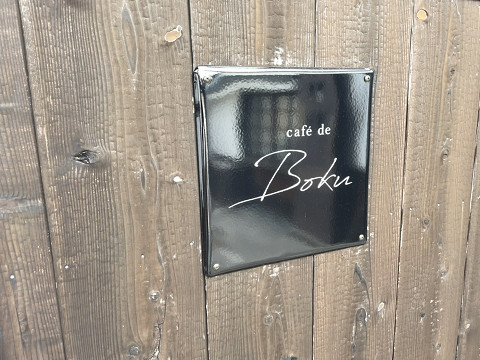 café de
Boku